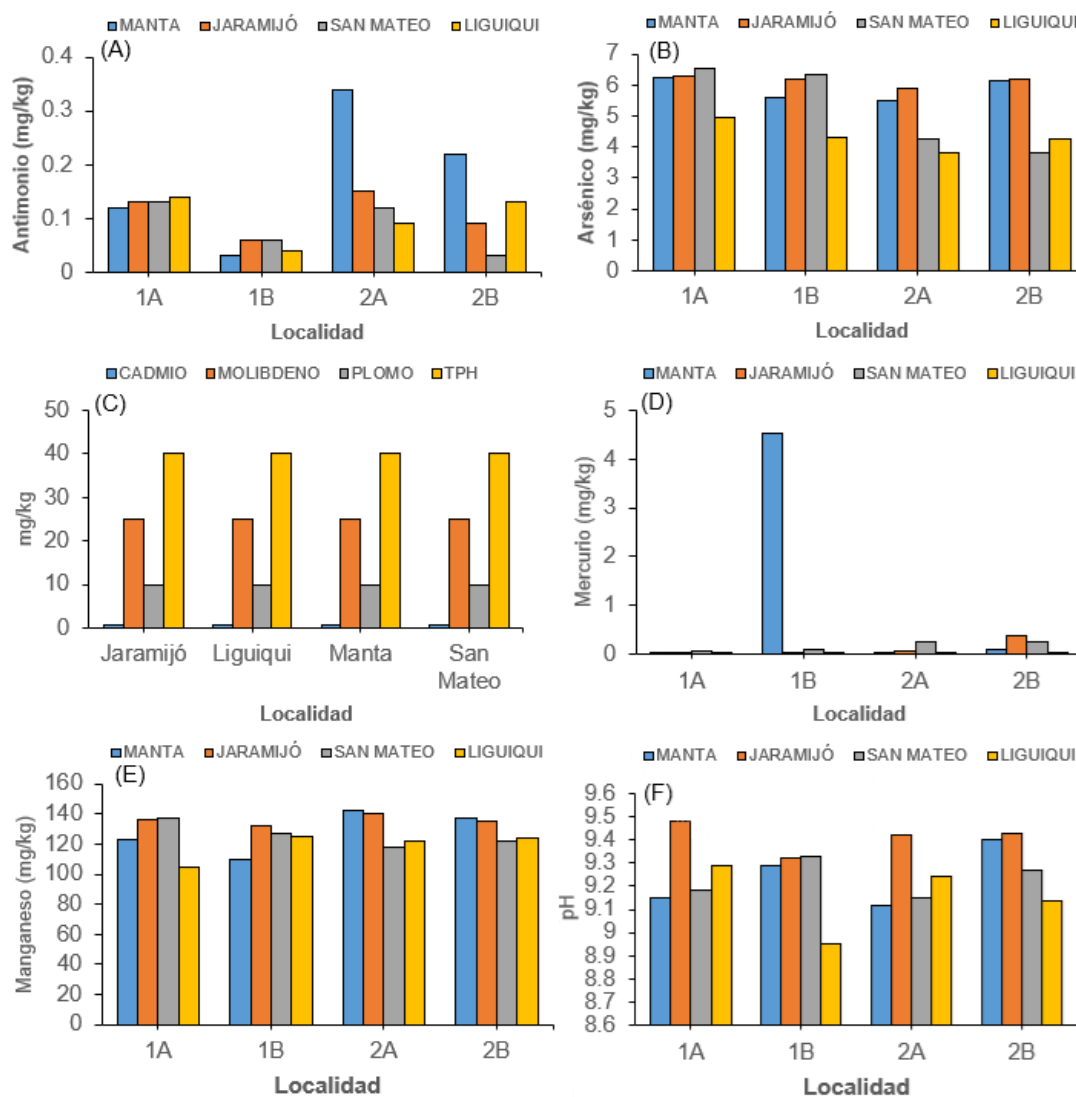 MANTA JARAMIJÓ SAN MATEO LIGUIQUI
(A)
Antimonio (mg/kg)
0.4
0.3
0.2
0.1
0
1A 1B 2A 2B
Localidad
MANTA JARAMIJÓ SAN MATEO LIGUIQUI
(B)
Arsénico (mg/kg)
7
6
5
4
3
2
1
0
1A 1B 2A 2B
Localidad
CADMIO MOLIBDENO PLOMO TPH
(C)
mg/kg
50
40
30
20
10
0
Jaramijó Liguiqui Manta San
Mateo
Localidad
MANTA JARAMIJÓ SAN MATEO LIGUIQUI
(D)
Mercurio (mg/kg)
5
4
3
2
1
0
1A 1B 2A 2B
Localidad
MANTA JARAMIJÓ SAN MATEO LIGUIQUI
(E)
Manganeso (mg/kg)
160
140
120
100
80
60
40
20
0
1A 1B 2A 2B
Localidad
MANTA JARAMIJÓ SAN MATEO LIGUIQUI
(F)
pH
9.6
9.5
9.4
9.3
9.2
9.1
9
8.9
8.8
8.7
8.6
1A 1B 2A 2B
Localidad